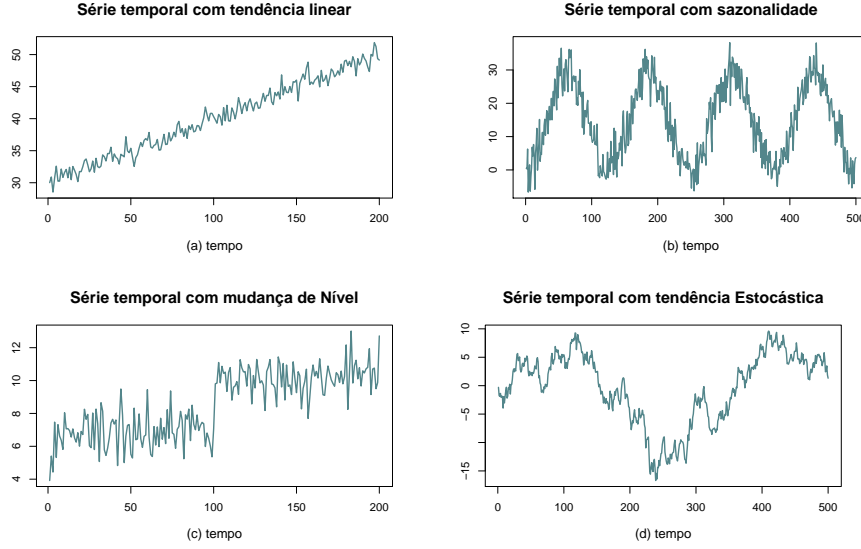 Série temporal com tendência linear
50
45
40
35
30
0 50 100 150 200
(a) tempo
Série temporal com sazonalidade
30
20
10
0
0 100 200 300 400 500
(b) tempo
Série temporal com mudança de Nível
12
10
8
6
4
0 50 100 150 200
(c) tempo
Série temporal com tendência Estocástica
10
5
0
−5
−15
0 100 200 300 400 500
(d) tempo